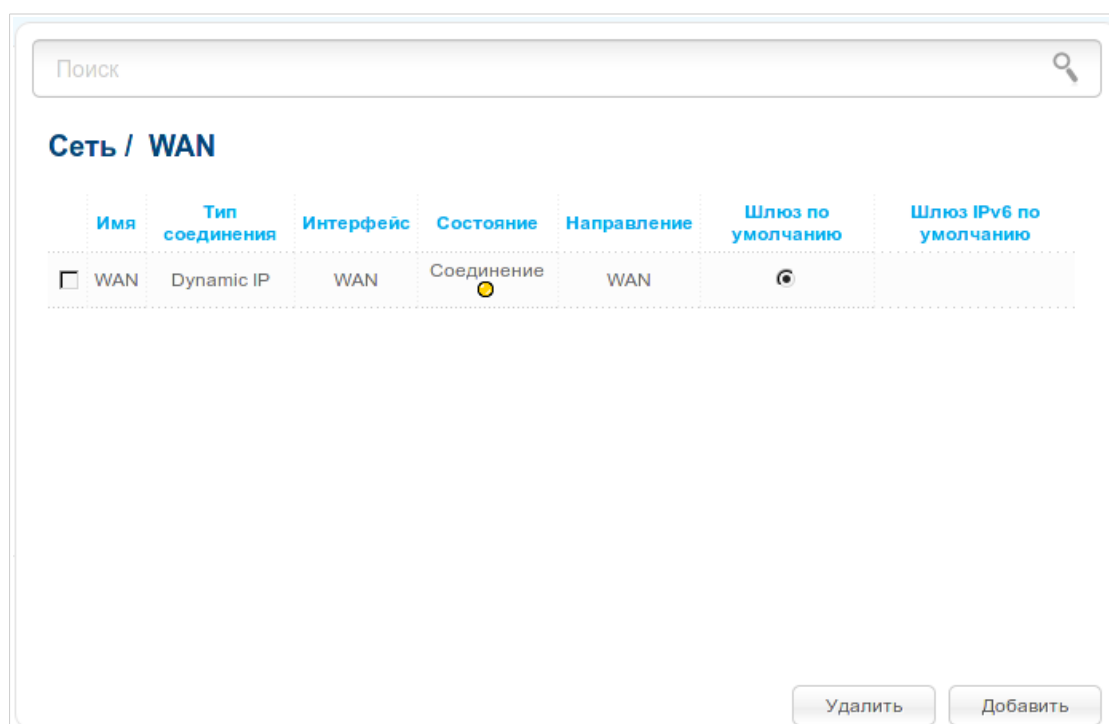 Поиск
Сеть / WAN
Имя Тип соединения Интерфейс Состояние Направление Шлюз по умолчанию Шлюз IPv6 по умолчанию
WAN Dynamic IP WAN Соединение WAN
Удалить Добавить